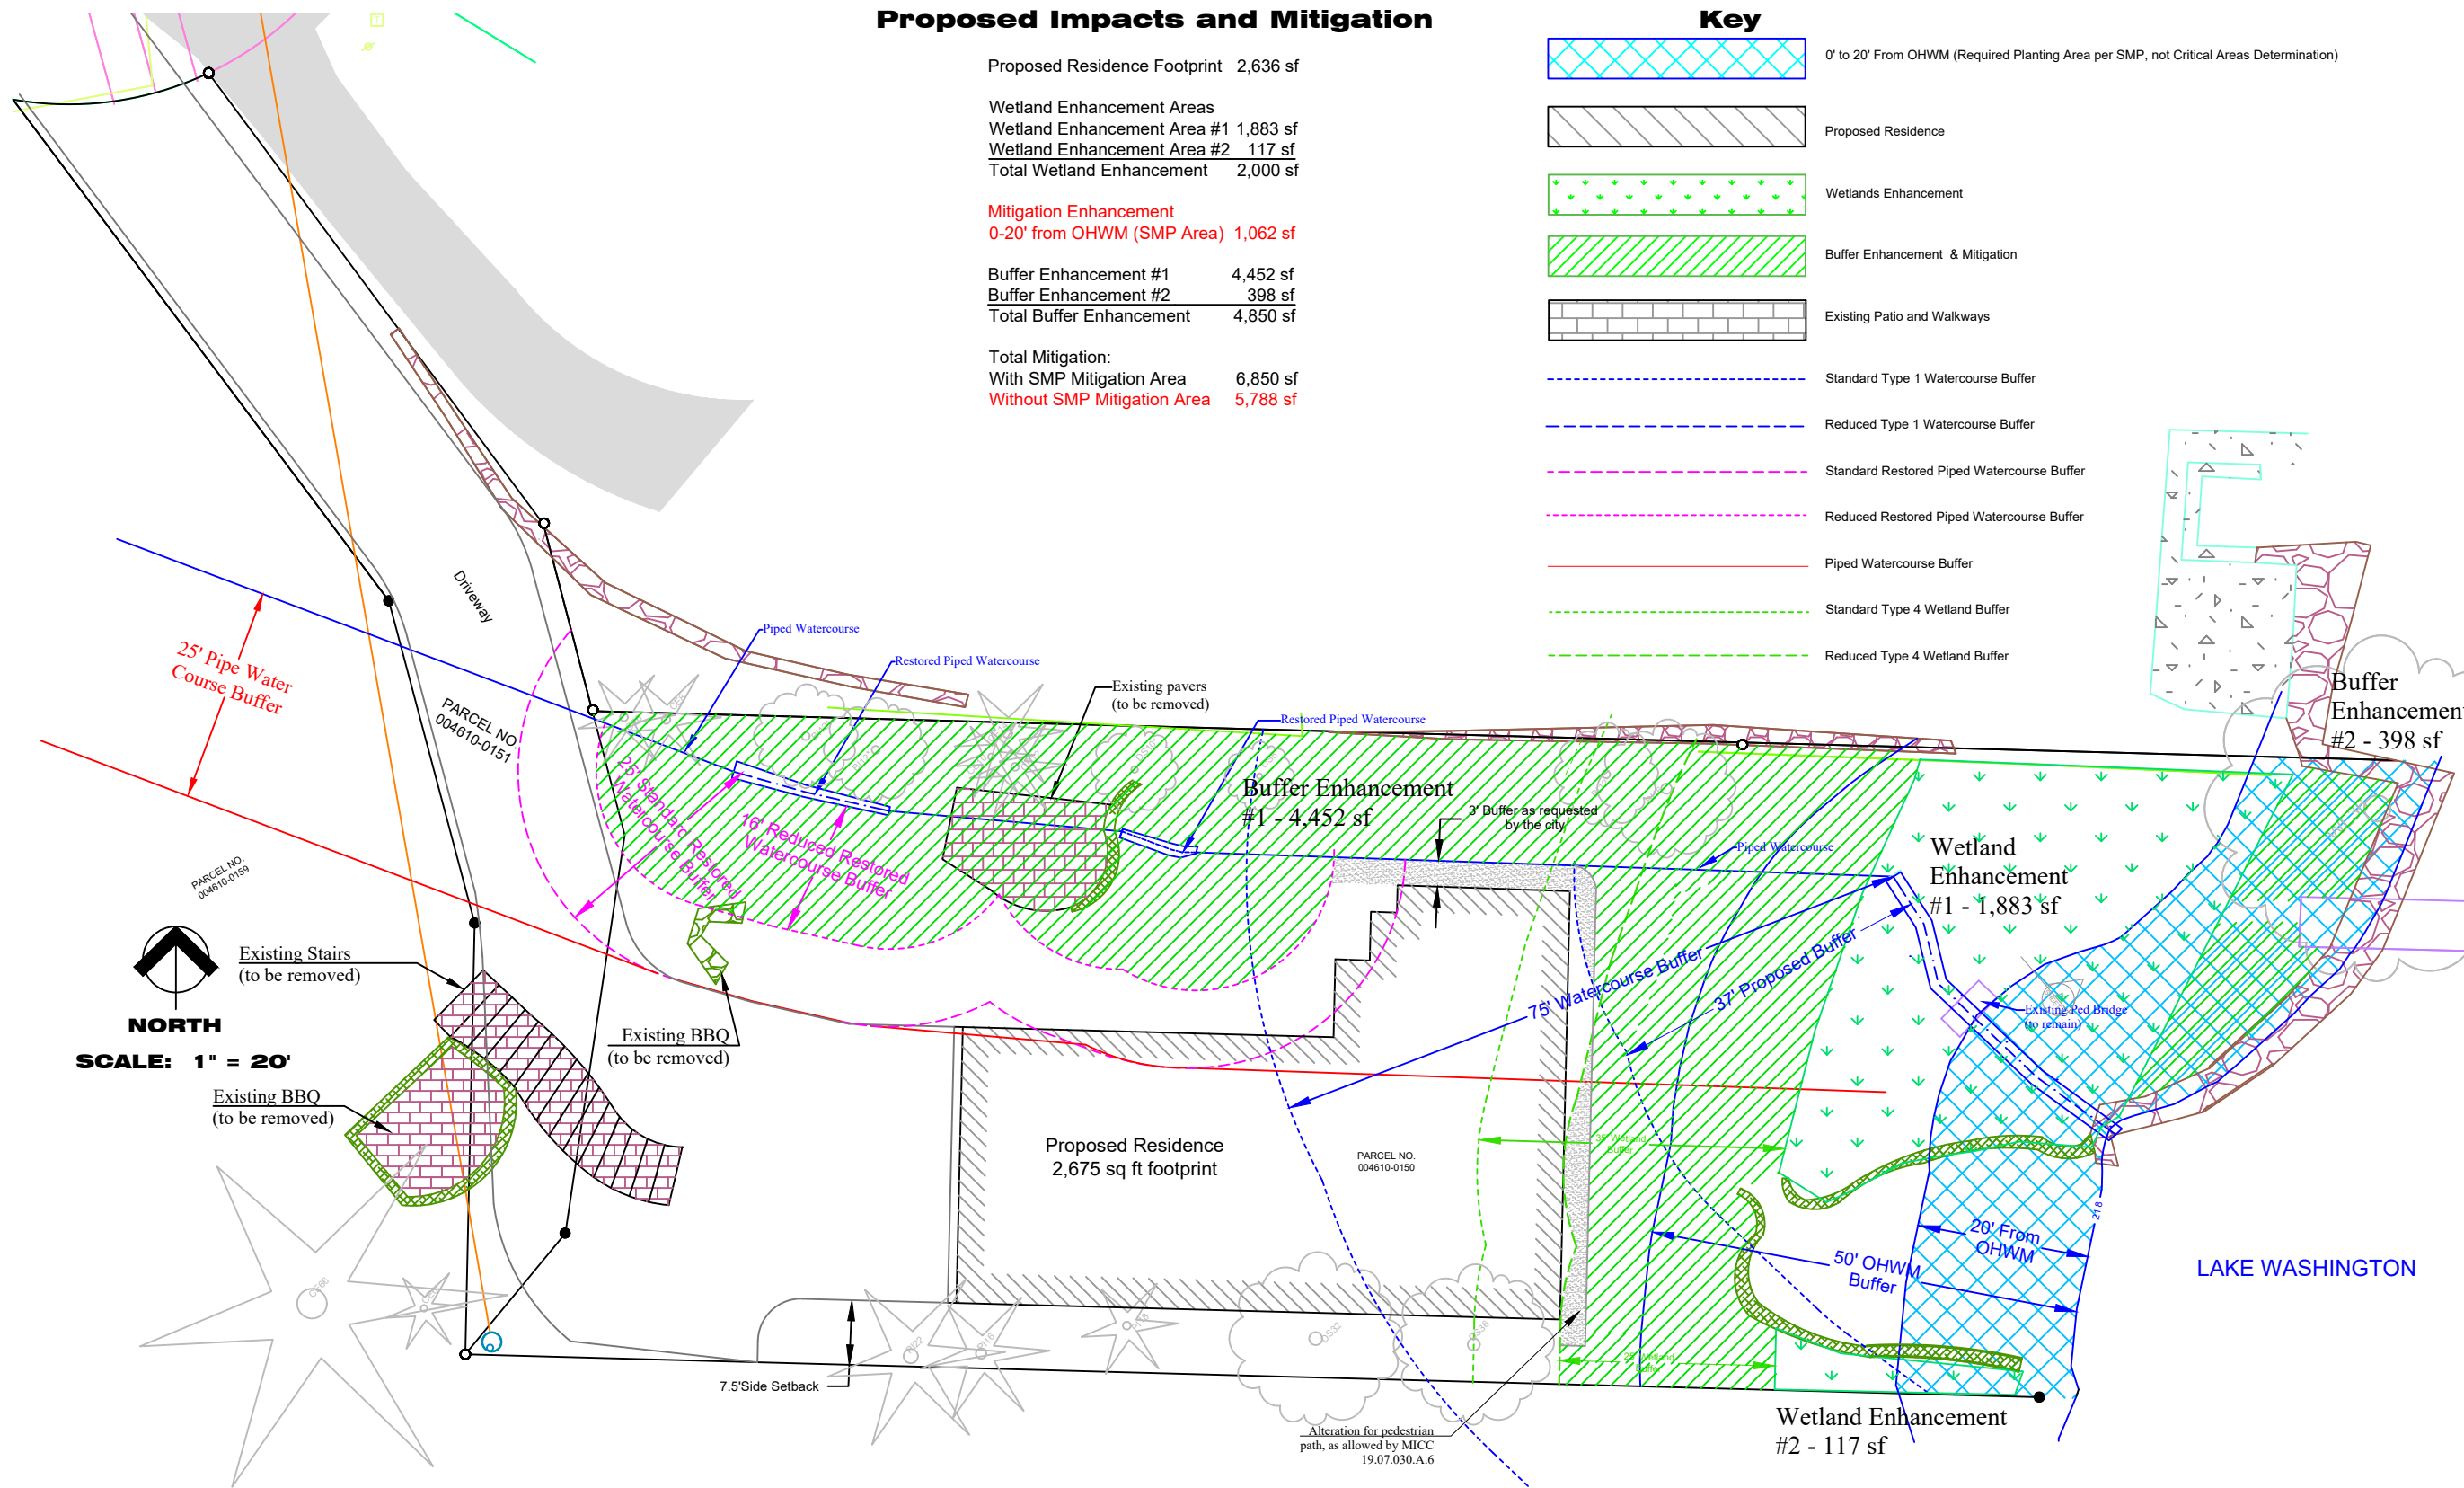 Proposed Impacts and Mitigation
Proposed Residence Footprint 2,636 sf
Wetland Enhancement Areas
Wetland Enhancement Area #1 1,883 sf
Wetland Enhancement Area #2 117 sf
Total Wetland Enhancement 2,000 sf
Mitigation Enhancement
0-20' from OHWM (SMP Area) 1,062 sf
Buffer Enhancement #1 4,452 sf
Buffer Enhancement #2 398 sf
Total Buffer Enhancement 4,850 sf
Total Mitigation:
With SMP Mitigation Area 6,850 sf
Without SMP Mitigation Area 5,788 sf
Key
0' to 20' From OHWM (Required Planting Area per SMP, not Critical Areas Determination)
Proposed Residence
Wetlands Enhancement
Buffer Enhancement & Mitigation
Existing Patio and Walkways
Standard Type 1 Watercourse Buffer
Reduced Type 1 Watercourse Buffer
Standard Restored Piped Watercourse Buffer
Reduced Restored Piped Watercourse Buffer
Piped Watercourse Buffer
Standard Type 4 Wetland Buffer
Reduced Type 4 Wetland Buffer
Driveway
25' Pipe Water
Course Buffer
PARCEL NO.
004610-0151
PARCEL NO.
004610-0159
Piped Watercourse
Restored Piped Watercourse
Existing pavers
(to be removed)
Restored Piped Watercourse
25' Standard Restored
Watercourse Buffer
16' Reduced Restored
Watercourse Buffer
Buffer Enhancement
#1 - 4,452 sf
3' Buffer as requested
by the city
Piped Watercourse
Buffer
Enhancement
#2 - 398 sf
Wetland
Enhancement
#1 - 1,883 sf
75' Watercourse Buffer
37' Proposed Buffer
Existing Ped Bridge
(to remain)
NORTH
SCALE: 1" = 20'
Existing Stairs
(to be removed)
Existing BBQ
(to be removed)
Existing BBQ
(to be removed)
Proposed Residence
2,675 sq ft footprint
PARCEL NO.
004610-0150
35' Wetland
Buffer
25' Wetland
Buffer
20' From
OHWM
50' OHWM
Buffer
21.8
LAKE WASHINGTON
CE66
DS32
DS36
7.5'Side Setback
Alteration for pedestrian
path, as allowed by MICC
19.07.030.A.6
Wetland Enhancement
#2 - 117 sf